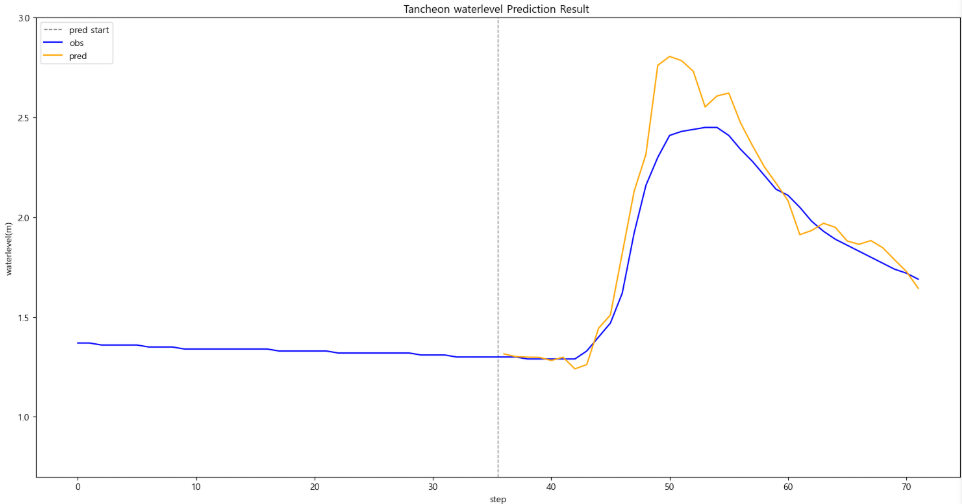 Tancheon waterlevel Prediction Result
pred start
obs
pred
3.0
2.5
2.0
1.5
1.0
waterlevel(m)
0 10 20 30 40 50 60 70
step